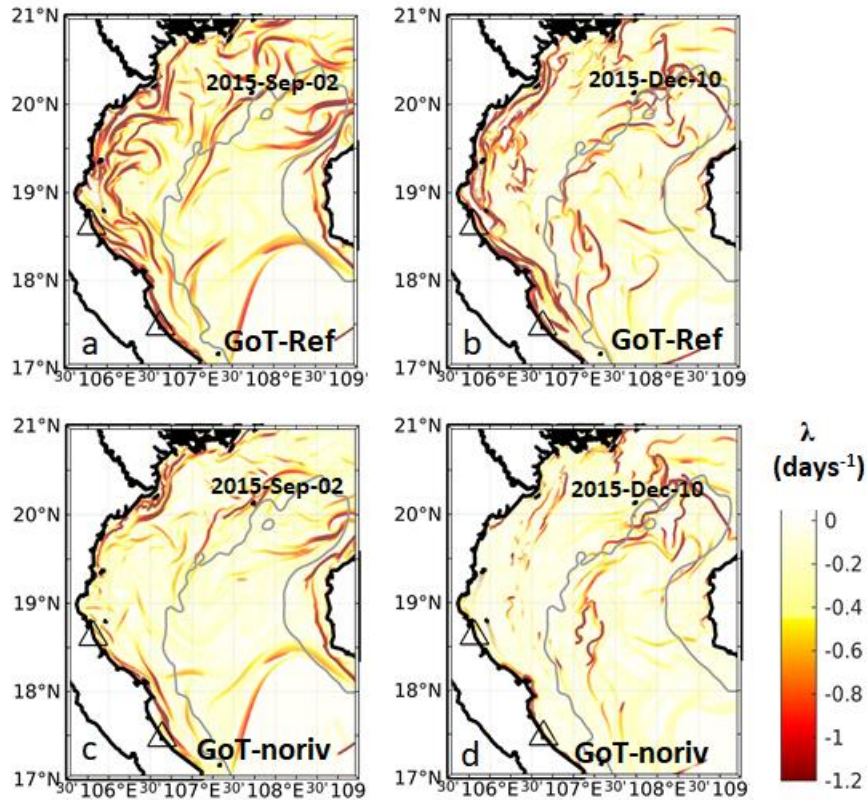 21°N
20°N
19°N
18°N
17°N
2015-Sep-02
a
GoT-Ref
30' 106°E 30' 107°E 30' 108°E 30' 109°
21°N
20°N
19°N
18°N
17°N
2015-Dec-10
b
GoT-Ref
30' 106°E 30' 107°E 30' 108°E 30' 109
21°N
20°N
19°N
18°N
17°N
2015-Sep-02
c
GoT-noriv
30' 106°E 30' 107°E 30' 108°E 30' 109°
21°N
20°N
19°N
18°N
17°N
2015-Dec-10
d
GoT-noriv
30' 106°E 30' 107°E 30' 108°E 30' 109
λ
(days⁻¹)
0
-0.2
-0.4
-0.6
-0.8
-1
-1.2